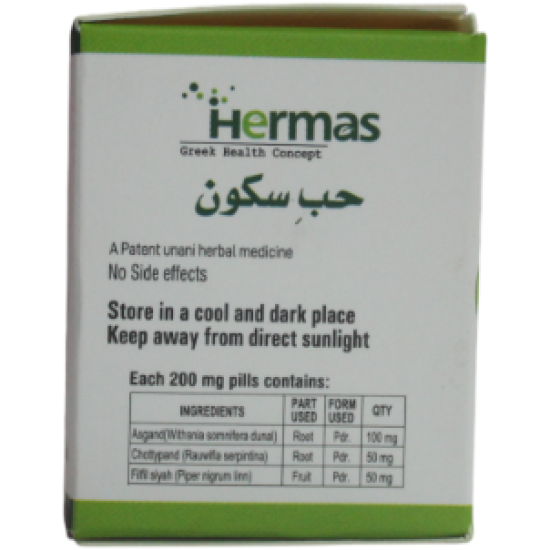 Hermas
Greek Health Concept
حبِ سکون
A Patent unani herbal medicine
No Side effects
Store in a cool and dark place
Keep away from direct sunlight
Each 200 mg pills contains:
INGREDIENTS PART USED FORM USED QTY
Asgand(Withania somnifera dunal) Root Pdr. 100 mg
Chottypand (Rauvifla serpintina) Root Pdr. 50 mg
Filfil siyah (Piper nigrum linn) Fruit Pdr. 50 mg